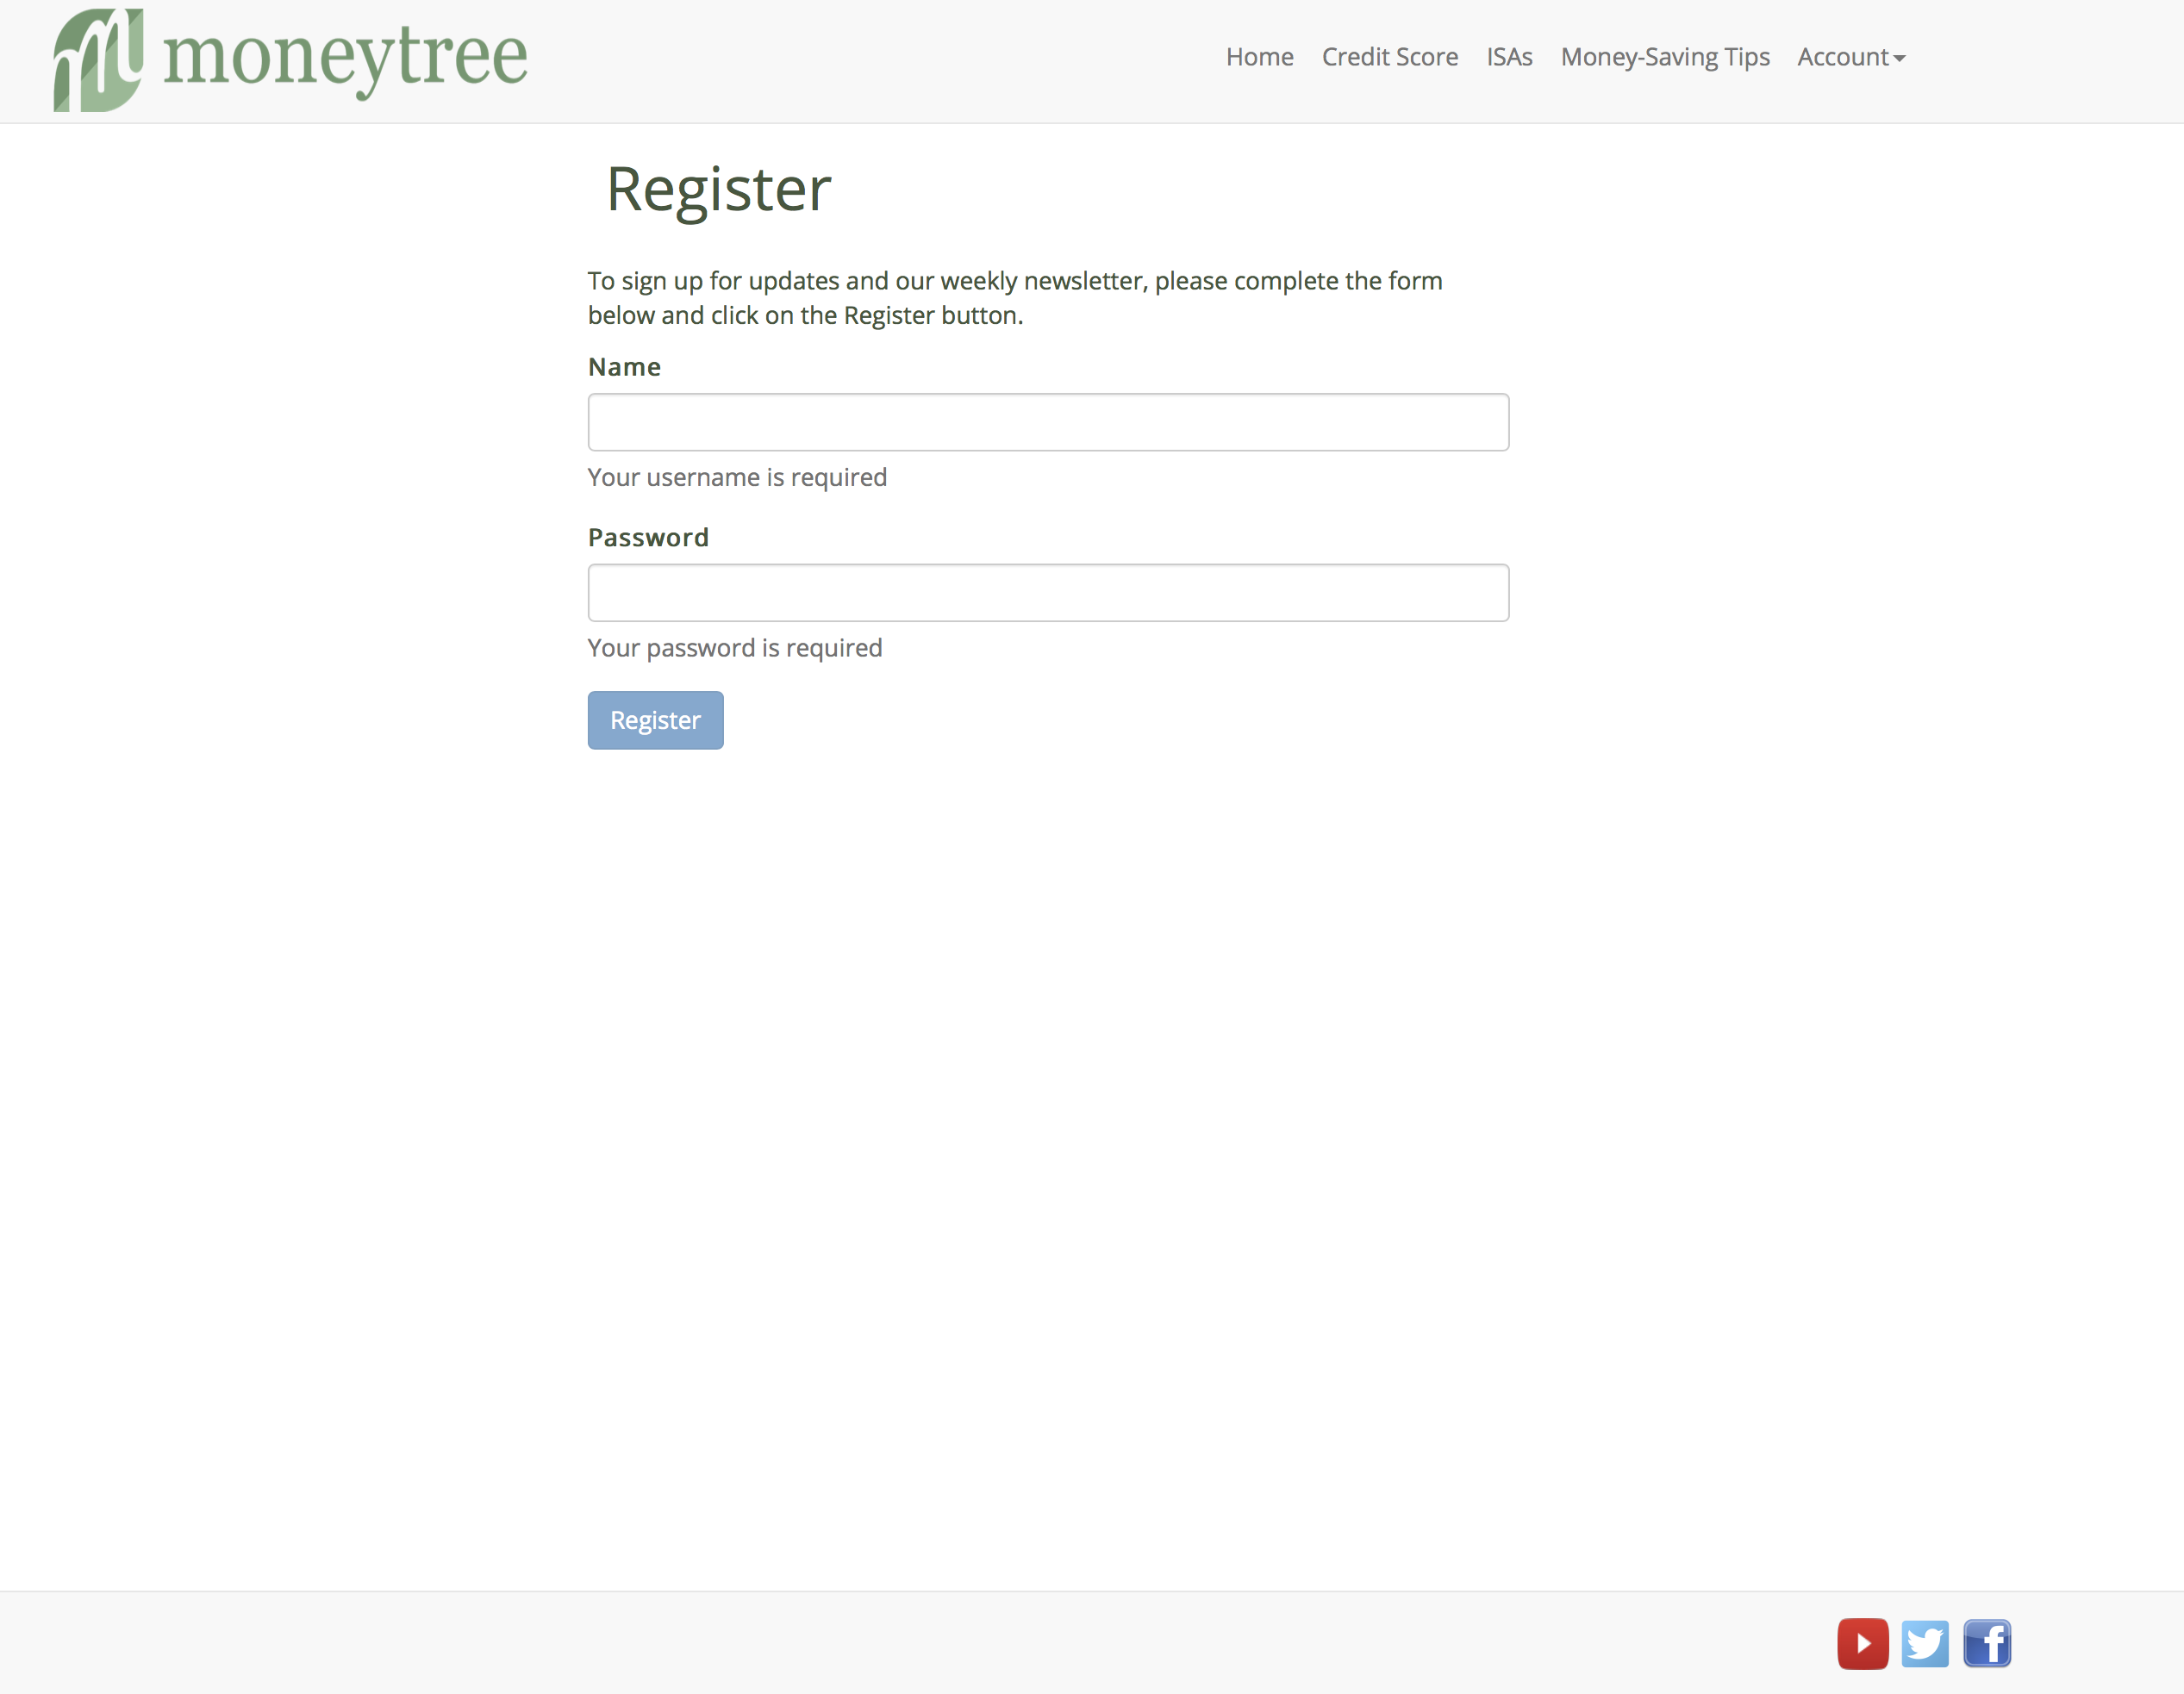 moneytree
Home Credit Score ISAs Money-Saving Tips Account
Register
To sign up for updates and our weekly newsletter, please complete the form
below and click on the Register button.
Name
Your username is required
Password
Your password is required
Register